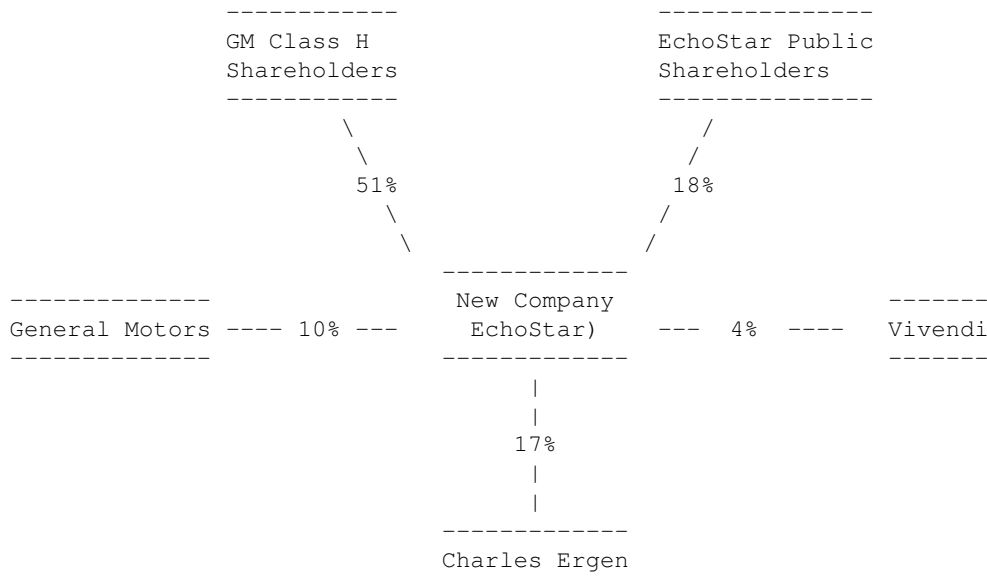 ------------ ---------------
GM Class H EchoStar Public
Shareholders Shareholders
------------ ---------------
\ /
\ /
51% 18%
\ /
\ /
-------------
-------------- New Company -------
General Motors ---- 10% --- EchoStar) --- 4% ---- Vivendi
-------------- ------------- -------
|
|
17%
|
|
-------------
Charles Ergen